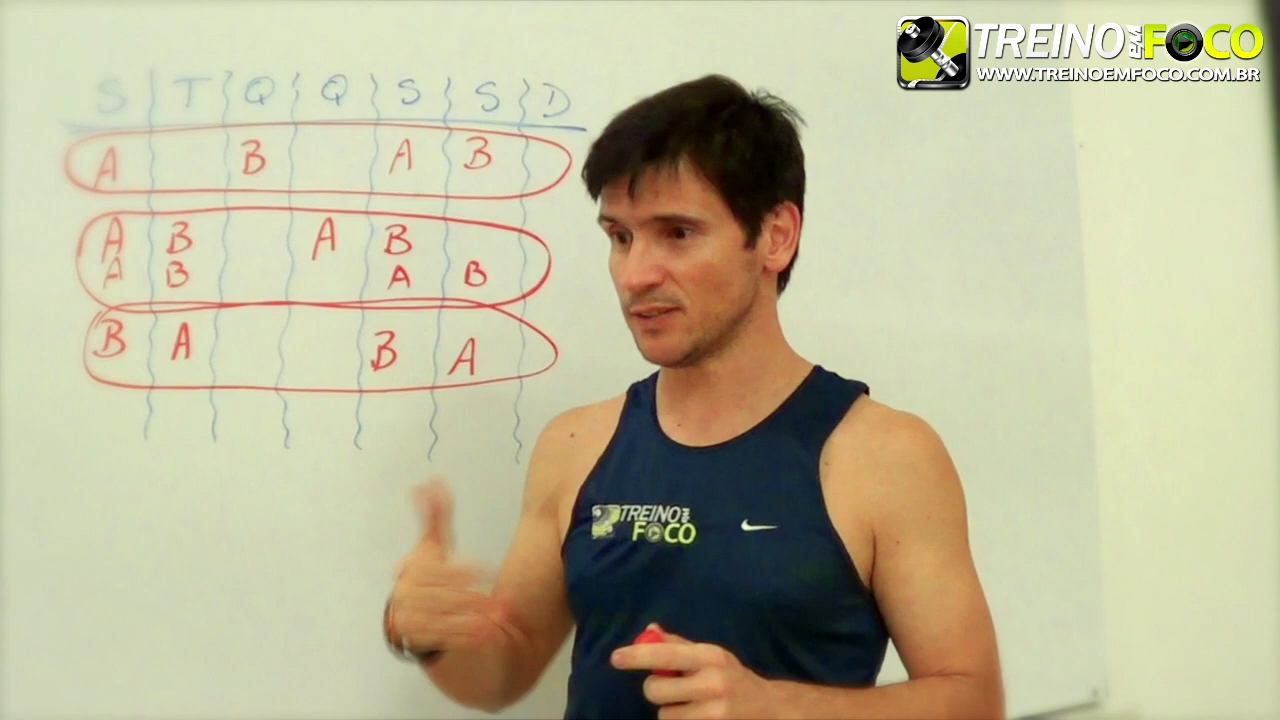 TREINO EM FOCO
WWW.TREINOEMFOCO.COM.BR
S T Q Q S S D
A B A B
A B A B
A B A B
B A B A
TREINO EM FOCO